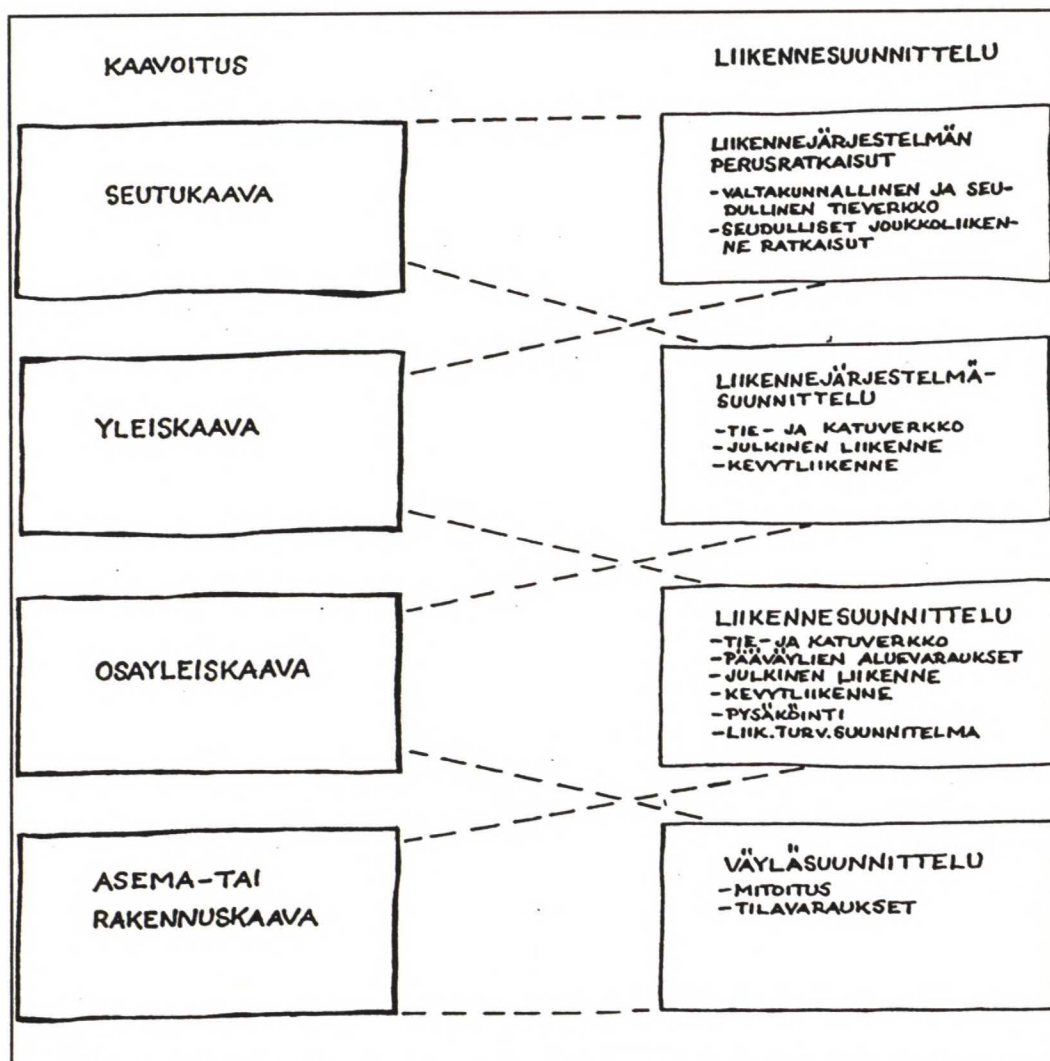 KAAVOITUS
LIIKENNESUUNNITTELU
SEUTUKAAVA
LIIKENNEJÄRJESTELMÄN
PERUSRATKAISUT
-VALTAKUNNALLINEN JA SEU-
DULLINEN TIEVERKKO
-SEUDULLISET JOUKKOLIIKEN-
NE RATKAISUT
YLEISKAAVA
LIIKENNEJÄRJESTELMÄ-
SUUNNITTELU
-TIE- JA KATUVERKKO
-JULKINEN LIIKENNE
-KEVYTLIIKENNE
OSAYLEISKAAVA
LIIKENNESUUNNITTELU
-TIE- JA KATUVERKKO
-PÄÄVÄYLIEN ALUEVARAUKSET
-JULKINEN LIIKENNE
-KEVYTLIIKENNE
-PYSÄKÖINTI
-LIIK.TURV.SUUNNITELMA
ASEMA-TAI
RAKENNUSKAAVA
VÄYLÄSUUNNITTELU
-MITOITUS
-TILAVARAUKSET